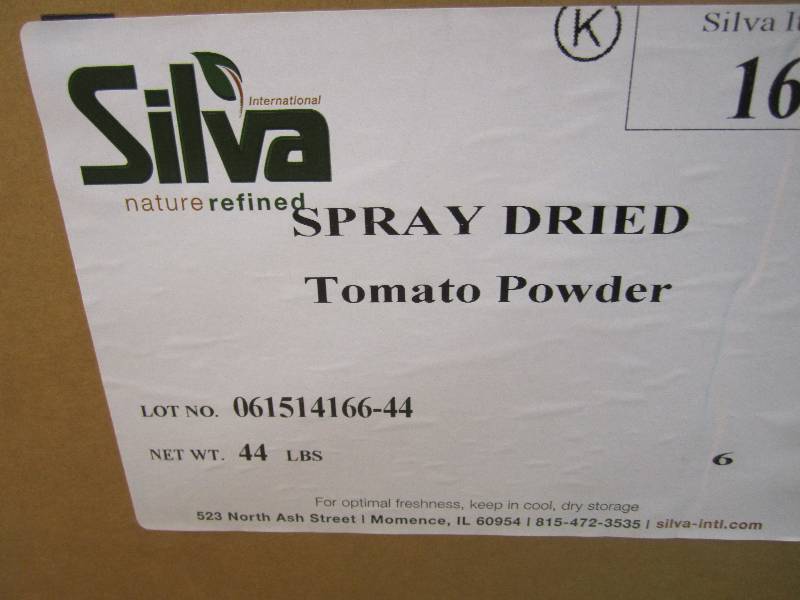 K
Silva
16
Silva
International
nature refined
SPRAY DRIED
Tomato Powder
LOT NO. 061514166-44
NET WT. 44 LBS
6
For optimal freshness, keep in cool, dry storage
523 North Ash Street | Momence, IL 60954 | 815-472-3535 | silva-intl.com